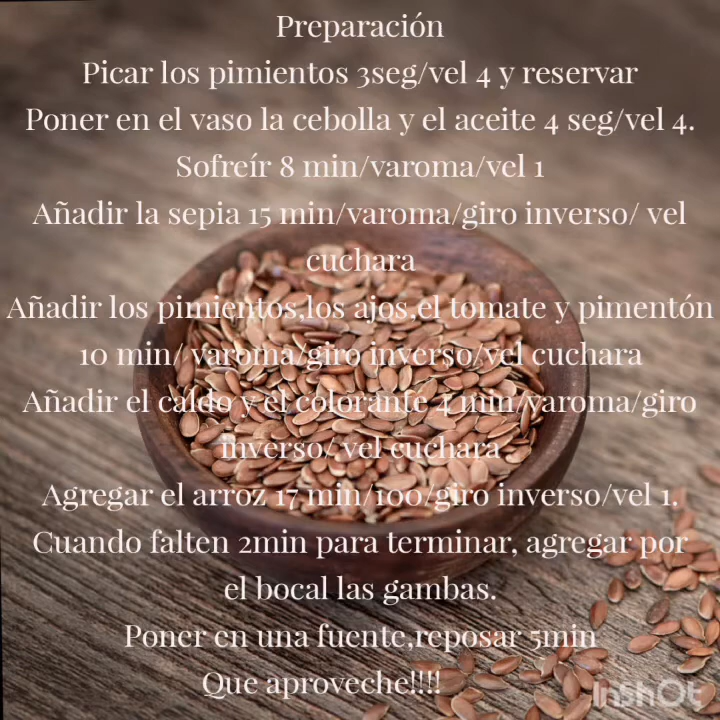 Preparación
Picar los pimientos 3seg/vel 4 y reservar
Poner en el vaso la cebolla y el aceite 4 seg/vel 4.
Sofreír 8 min/varoma/vel 1
Añadir la sepia 15 min/varoma/giro inverso/ vel
cuchara
Añadir los pimientos,los ajos,el tomate y pimentón
10 min/ varoma/giro inverso/vel cuchara
Añadir el caldo y el colorante 4 min/varoma/giro
inverso/ vel cuchara
Agregar el arroz 17 min/100/giro inverso/vel 1.
Cuando falten 2min para terminar, agregar por
el bocal las gambas.
Poner en una fuente,reposar 5min
Que aproveche!!!!
InShOt